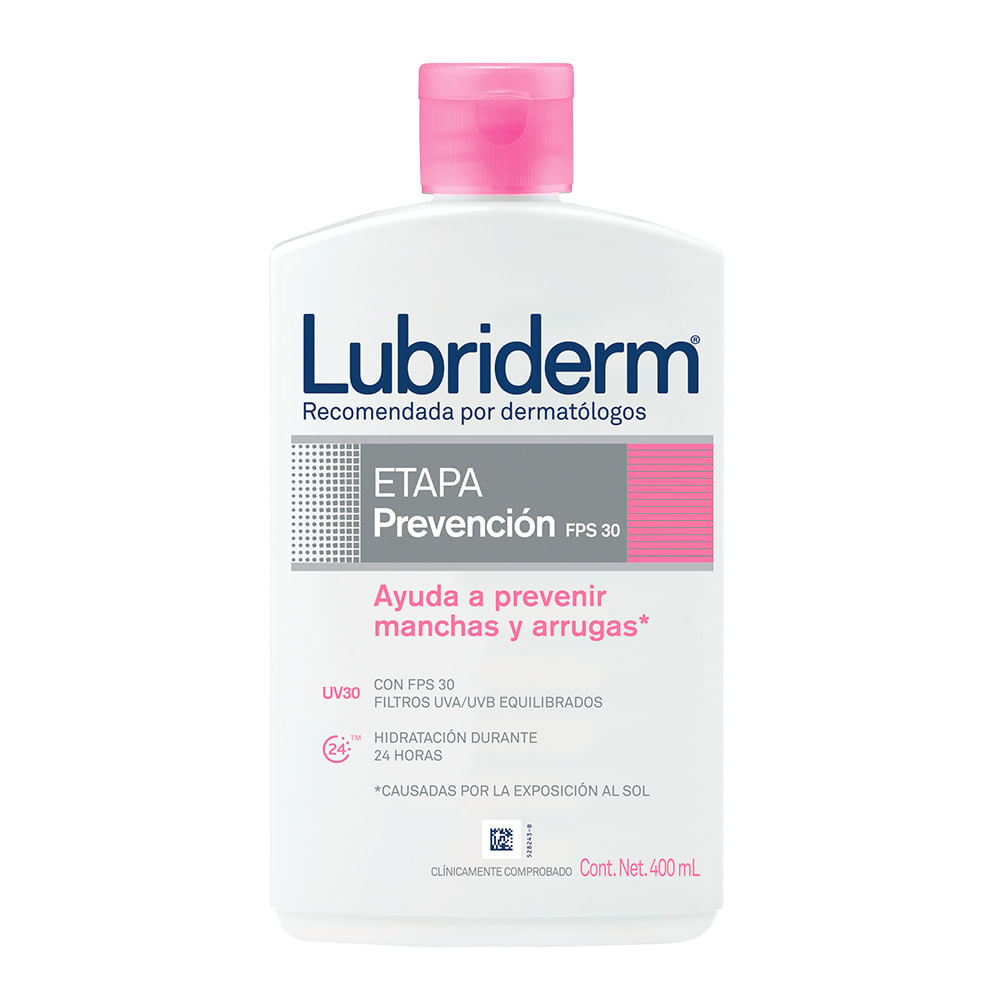 Lubriderm®
Recomendada por dermatólogos
ETAPA
Prevención FPS 30
Ayuda a prevenir
manchas y arrugas*
UV30 CON FPS 30
FILTROS UVA/UVB EQUILIBRADOS
24™ HIDRATACIÓN DURANTE
24 HORAS
*CAUSADAS POR LA EXPOSICIÓN AL SOL
528243-B
CLÍNICAMENTE COMPROBADO Cont. Net. 400 mL